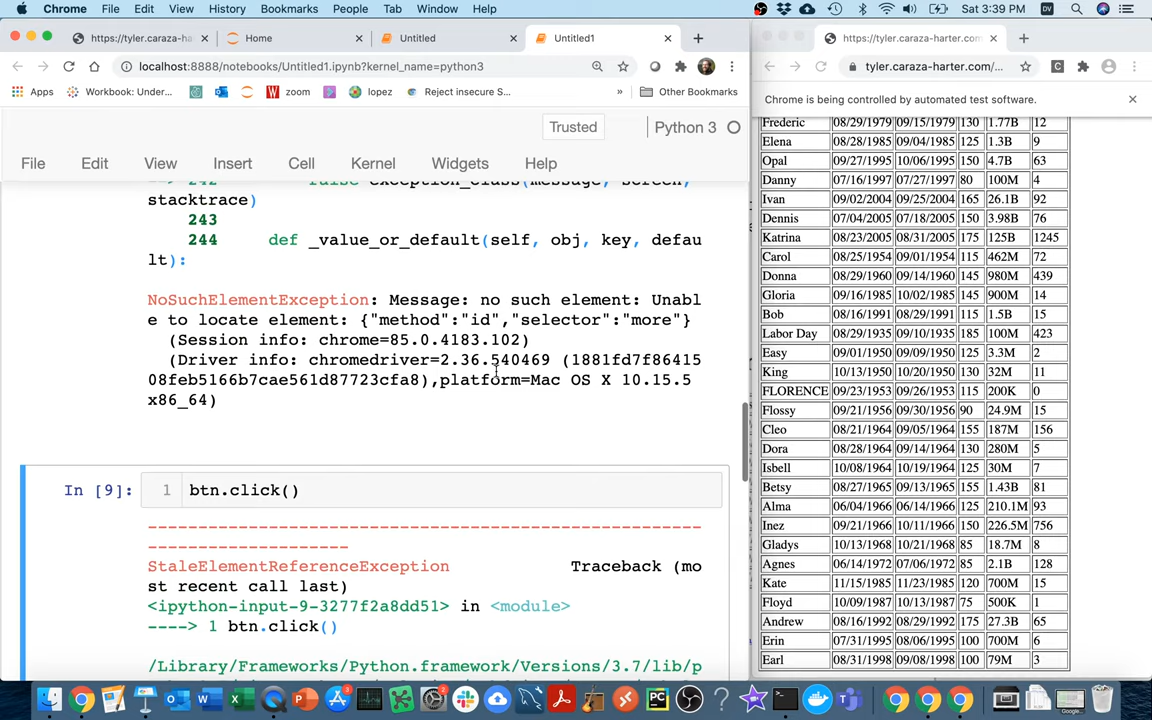 Chrome File Edit View History Bookmarks People Tab Window Help Sat 3:39 PM
https://tyler.caraza-ha Home Untitled Untitled1
localhost:8888/notebooks/Untitled1.ipynb?kernel_name=python3
Apps Workbook: Under... zoom lopez Reject insecure S... » Other Bookmarks
Trusted Python 3
File Edit View Insert Cell Kernel Widgets Help
--> 242 raise exception_class(message, screen,
stacktrace)
243
244 def _value_or_default(self, obj, key, defau
lt):
NoSuchElementException: Message: no such element: Unabl
e to locate element: {"method":"id","selector":"more"}
(Session info: chrome=85.0.4183.102)
(Driver info: chromedriver=2.36.540469 (1881fd7f86415
08feb5166b7cae561d87723cfa8),platform=Mac OS X 10.15.5
x86_64)
In [9]: 1 btn.click()
---------------------------------------------------------
--------------------
StaleElementReferenceException Traceback (mo
st recent call last)
<ipython-input-9-3277f2a8dd51> in <module>
----> 1 btn.click()
/Library/Frameworks/Python.framework/Versions/3.7/lib/p
https://tyler.caraza-harter.com
tyler.caraza-harter.com/...
Chrome is being controlled by automated test software.
Frederic 08/29/1979 09/15/1979 130 1.77B 12
Elena 08/28/1985 09/04/1985 125 1.3B 9
Opal 09/27/1995 10/06/1995 150 4.7B 63
Danny 07/16/1997 07/27/1997 80 100M 4
Ivan 09/02/2004 09/25/2004 165 26.1B 92
Dennis 07/04/2005 07/18/2005 150 3.98B 76
Katrina 08/23/2005 08/31/2005 175 125B 1245
Carol 08/25/1954 09/01/1954 115 462M 72
Donna 08/29/1960 09/14/1960 145 980M 439
Gloria 09/16/1985 10/02/1985 145 900M 14
Bob 08/16/1991 08/29/1991 115 1.5B 15
Labor Day 08/29/1935 09/10/1935 185 100M 423
Easy 09/01/1950 09/09/1950 125 3.3M 2
King 10/13/1950 10/20/1950 130 32M 11
FLORENCE 09/23/1953 09/26/1953 115 200K 0
Flossy 09/21/1956 09/30/1956 90 24.9M 15
Cleo 08/21/1964 09/05/1964 155 187M 156
Dora 08/28/1964 09/14/1964 130 280M 5
Isbell 10/08/1964 10/19/1964 125 30M 7
Betsy 08/27/1965 09/13/1965 155 1.43B 81
Alma 06/04/1966 06/14/1966 125 210.1M 93
Inez 09/21/1966 10/11/1966 150 226.5M 756
Gladys 10/13/1968 10/21/1968 85 18.7M 8
Agnes 06/14/1972 07/06/1972 85 2.1B 128
Kate 11/15/1985 11/23/1985 120 700M 15
Floyd 10/09/1987 10/13/1987 75 500K 1
Andrew 08/16/1992 08/29/1992 175 27.3B 65
Erin 07/31/1995 08/06/1995 100 700M 6
Earl 08/31/1998 09/08/1998 100 79M 3